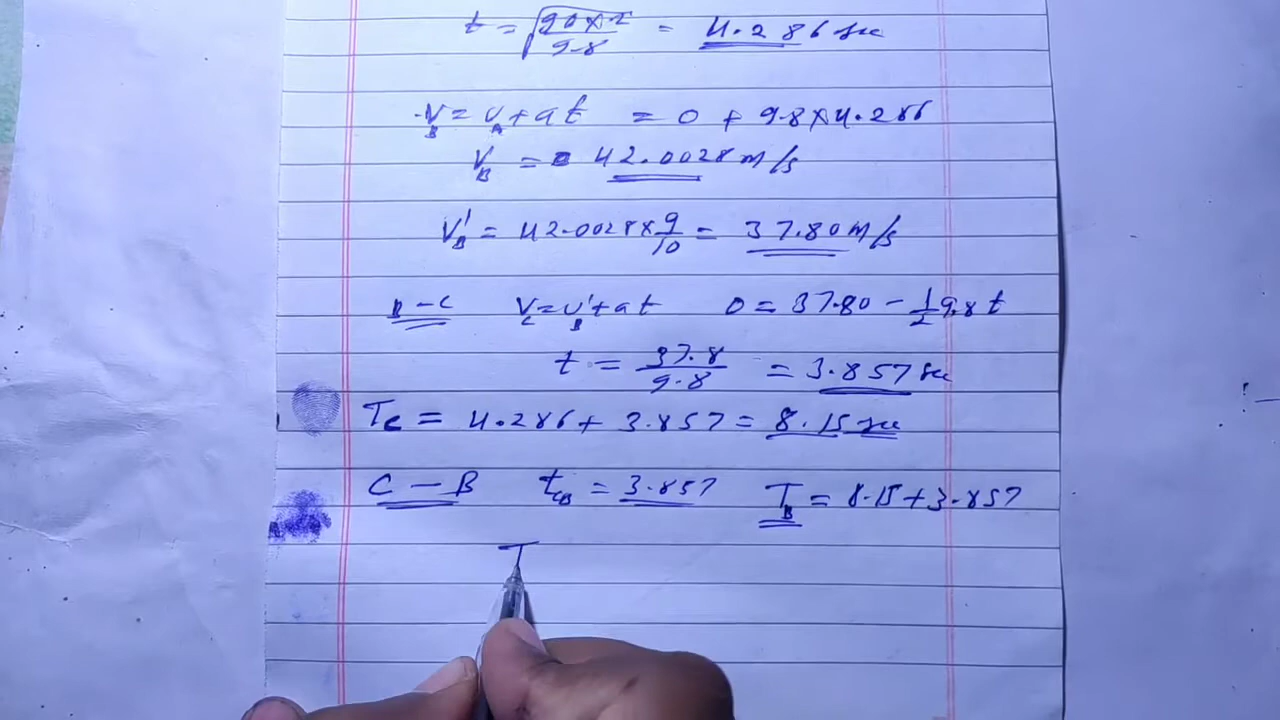 t = √(90×2/9.8) = 4.286 sec
V_B = u_A + at = 0 + 9.8×4.286
V_B = 42.0028 m/s
V'_B = 42.0028×9/10 = 37.80 m/s
B-C V_C = u'_B + at 0 = 37.80 - 1/2 9.8 t
t = 37.8/9.8 = 3.857 sec
T_C = 4.286 + 3.857 = 8.15 sec
C-B t_CB = 3.857 T_B = 8.15+3.857
T